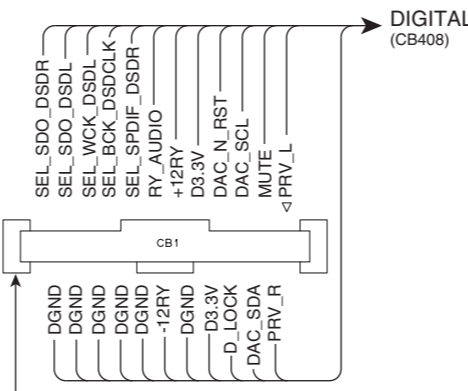 DIGITAL
(CB408)
SEL_SDO_DSDR
SEL_SDO_DSDL
SEL_WCK_DSDL
SEL_BCK_DSDCLK
SEL_SPDIF_DSDR
RY_AUDIO
+12RY
D3.3V
DAC_N_RST
DAC_SCL
MUTE
PRV_L
CB1
DGND
DGND
DGND
DGND
DGND
-12RY
DGND
D3.3V
D_LOCK
DAC_SDA
PRV_R